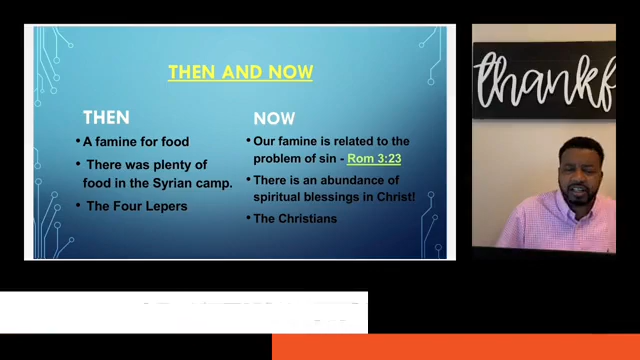 THEN AND NOW
THEN
• A famine for food
• There was plenty of
food in the Syrian camp.
• The Four Lepers
NOW
• Our famine is related to the
problem of sin - Rom 3:23
• There is an abundance of
spiritual blessings in Christ!
• The Christians